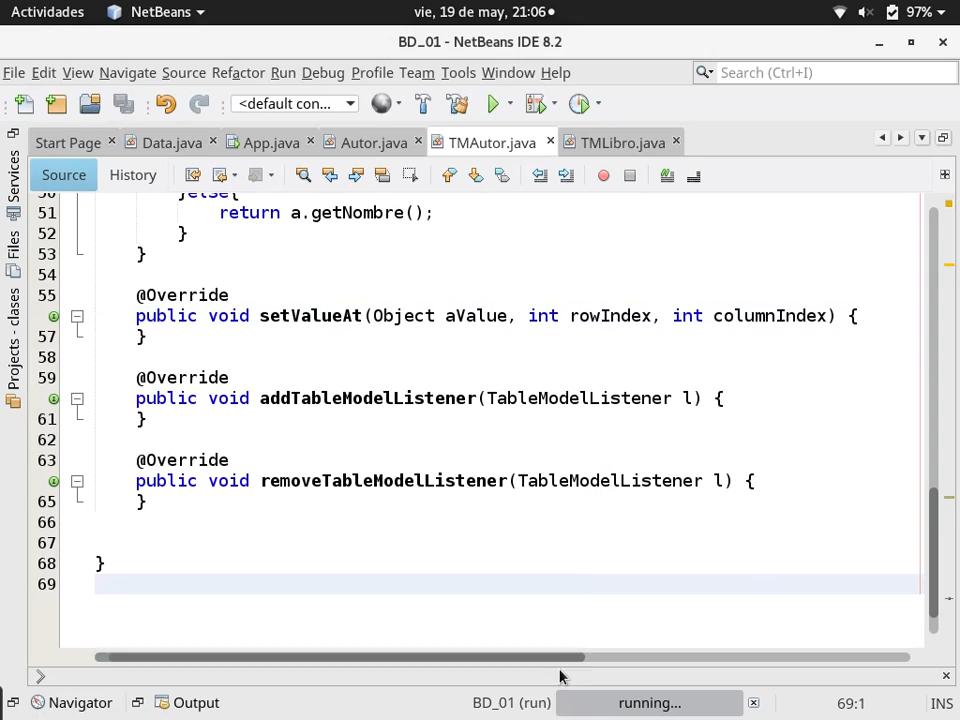 Actividades NetBeans vie, 19 de may, 21:06 97%
BD_01 - NetBeans IDE 8.2
File Edit View Navigate Source Refactor Run Debug Profile Team Tools Window Help Search (Ctrl+I)
<default con...
Start Page Data.java App.java Autor.java TMAutor.java TMLibro.java
Source History
Services
Files
Projects - clases
50 }else{
51 return a.getNombre();
52 }
53 }
54
55 @Override
public void setValueAt(Object aValue, int rowIndex, int columnIndex) {
57 }
58
59 @Override
public void addTableModelListener(TableModelListener l) {
61 }
62
63 @Override
public void removeTableModelListener(TableModelListener l) {
65 }
66
67
68 }
69
Navigator Output BD_01 (run) running... 69:1 INS